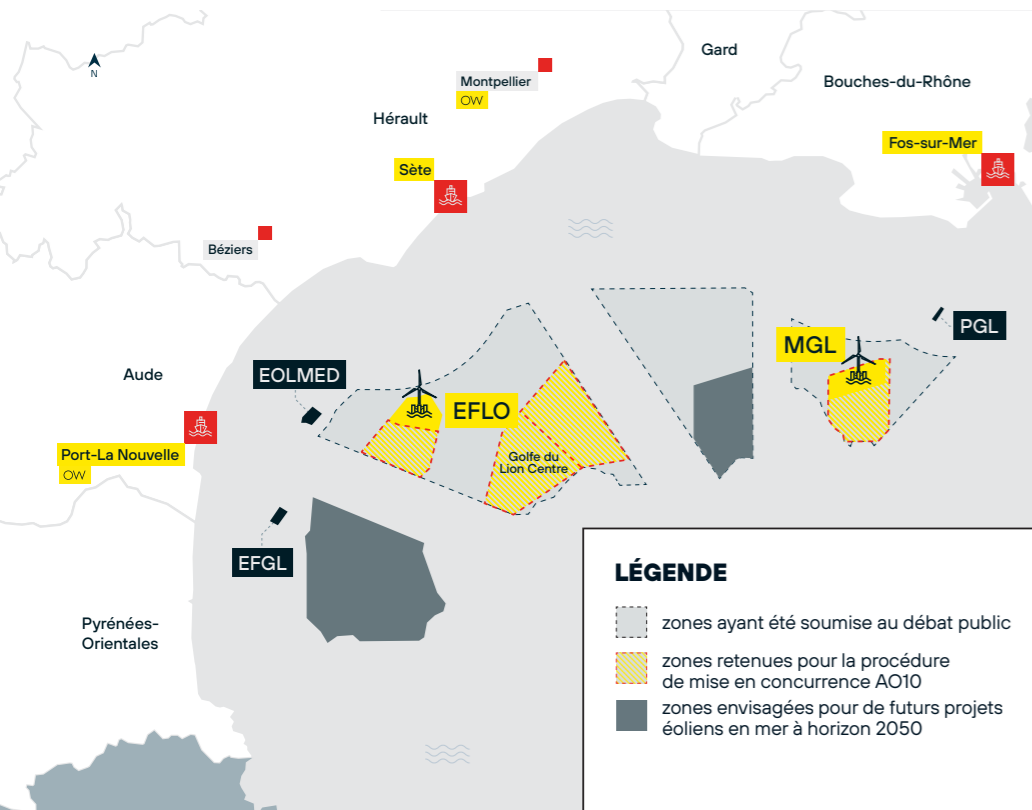 Gard
Montpellier
OW
Bouches-du-Rhône
N
Hérault
Fos-sur-Mer
Sète
Béziers
PGL
MGL
Aude
EOLMED
EFLO
Port-La Nouvelle
OW
Golfe du
Lion Centre
EFGL
Pyrénées-
Orientales
LÉGENDE
zones ayant été soumise au débat public
zones retenues pour la procédure
de mise en concurrence AO10
zones envisagées pour de futurs projets
éoliens en mer à horizon 2050